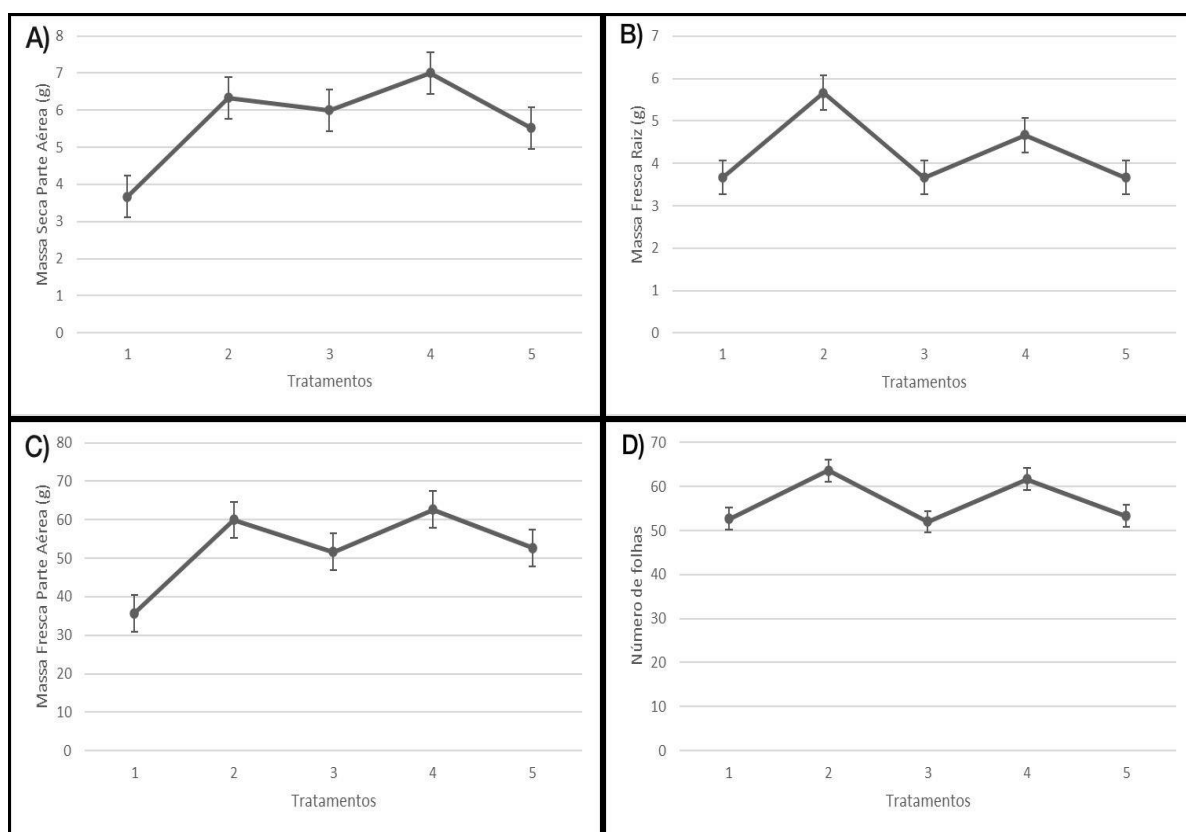 A)
Massa Seca Parte Aérea (g)
8
7
6
5
4
3
2
1
0
1 2 3 4 5
Tratamentos
B)
Massa Fresca Raiz (g)
7
6
5
4
3
2
1
0
1 2 3 4 5
Tratamentos
C)
Massa Fresca Parte Aérea (g)
80
70
60
50
40
30
20
10
0
1 2 3 4 5
Tratamentos
D)
Número de folhas
70
60
50
40
30
20
10
0
1 2 3 4 5
Tratamentos